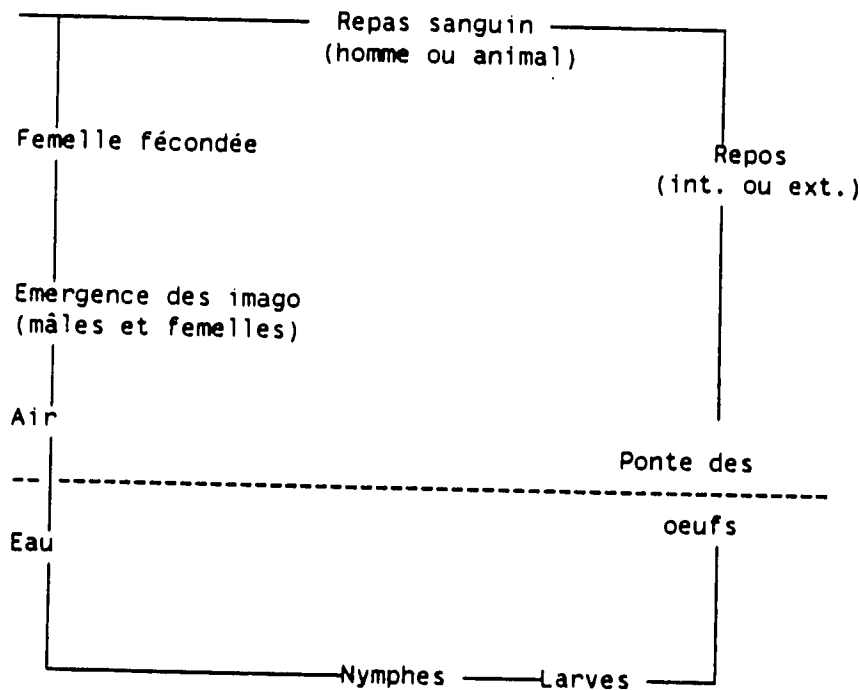 Repas sanguin
(homme ou animal)
Femelle fécondée
Repos
(int. ou ext.)
Emergence des imago
(mâles et femelles)
Air
Ponte des
Eau
oeufs
Nymphes
Larves